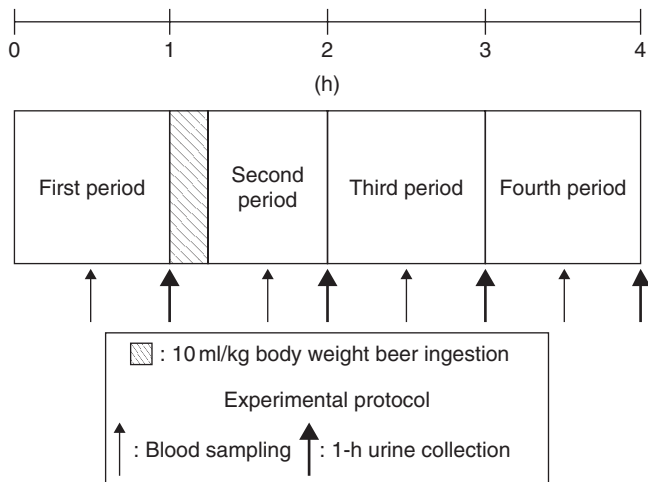 0 1 2 3 4
(h)
First period Second period Third period Fourth period
: 10 ml/kg body weight beer ingestion
Experimental protocol
: Blood sampling : 1-h urine collection